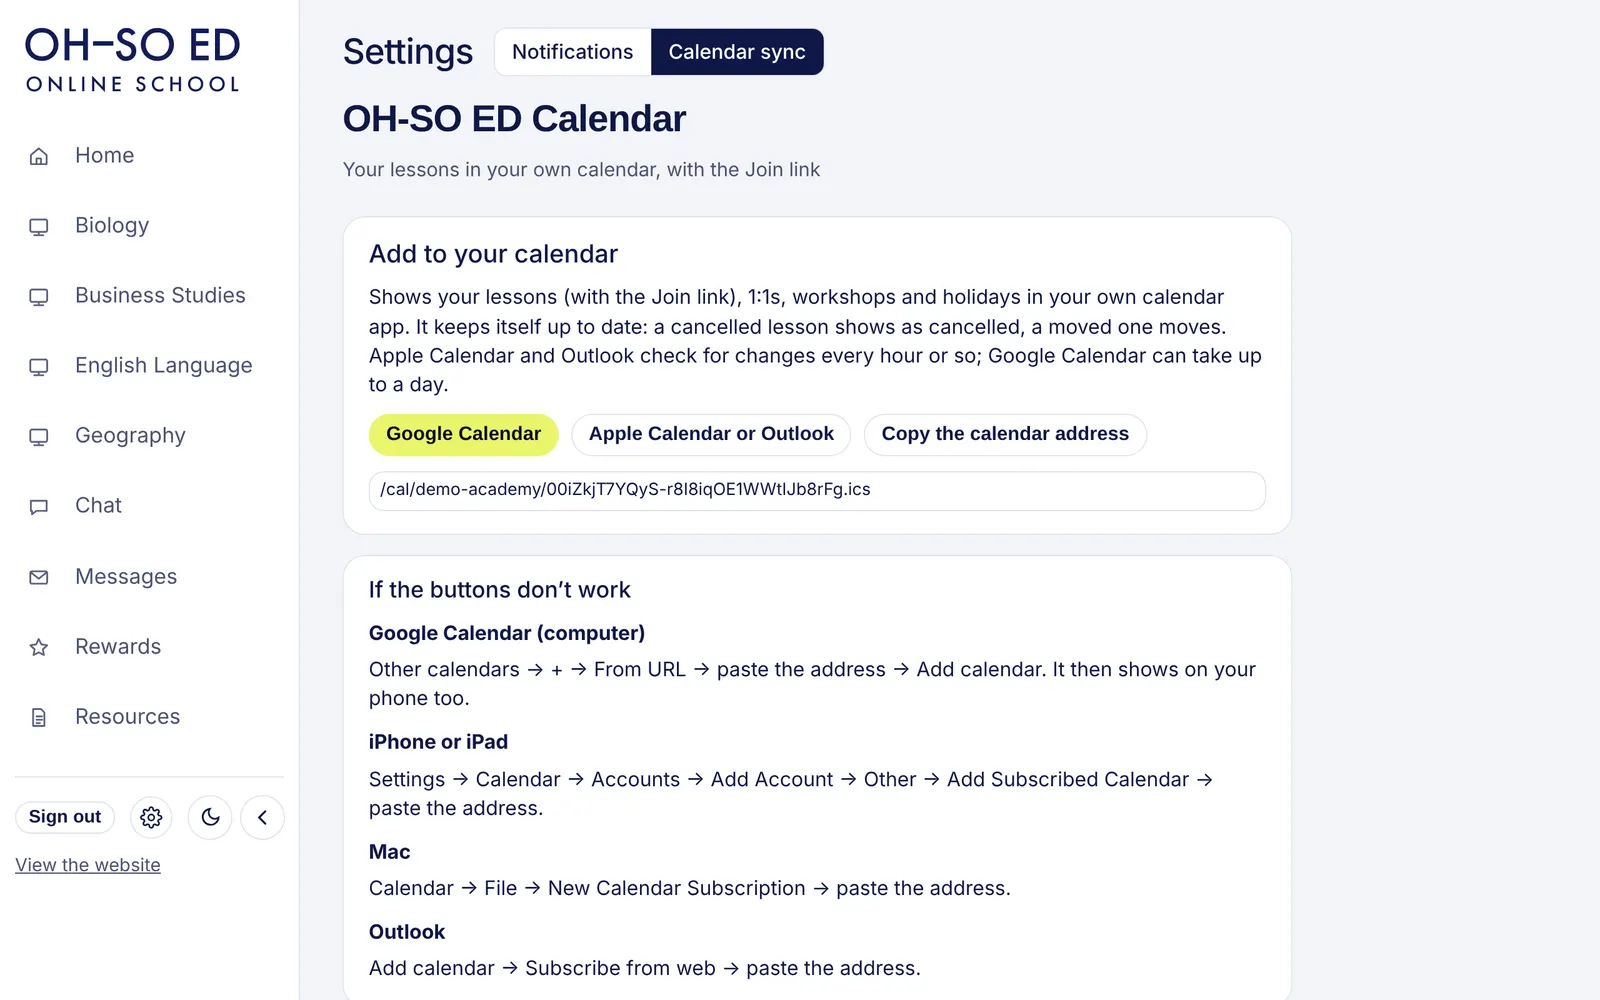 OH-SO ED
ONLINE SCHOOL
Home
Biology
Business Studies
English Language
Geography
Chat
Messages
Rewards
Resources
Sign out
View the website
Settings
Notifications
Calendar sync
OH-SO ED Calendar
Your lessons in your own calendar, with the Join link
Add to your calendar
Shows your lessons (with the Join link), 1:1s, workshops and holidays in your own calendar
app. It keeps itself up to date: a cancelled lesson shows as cancelled, a moved one moves.
Apple Calendar and Outlook check for changes every hour or so; Google Calendar can take up
to a day.
Google Calendar
Apple Calendar or Outlook
Copy the calendar address
/cal/demo-academy/00iZkjT7YQyS-r8I8iqOE1WWtIJb8rFg.ics
If the buttons don’t work
Google Calendar (computer)
Other calendars → + → From URL → paste the address → Add calendar. It then shows on your
phone too.
iPhone or iPad
Settings → Calendar → Accounts → Add Account → Other → Add Subscribed Calendar →
paste the address.
Mac
Calendar → File → New Calendar Subscription → paste the address.
Outlook
Add calendar → Subscribe from web → paste the address.